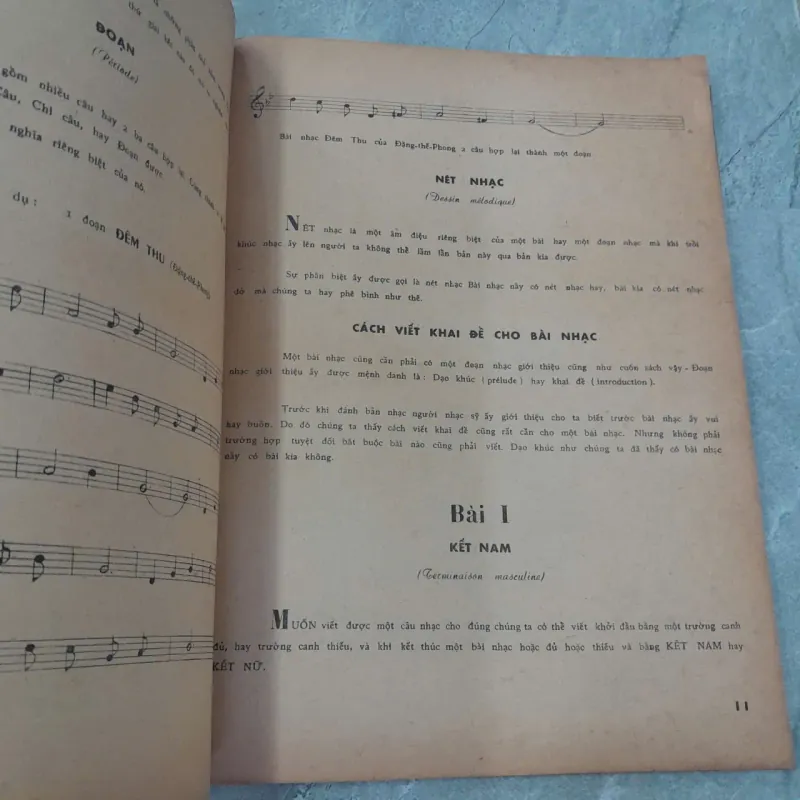 ĐOẠN
(Période)
gồm nhiều câu hay 2 ba câu hợp lại
Câu, Chi câu, hay Đoạn được
nghĩa riêng biệt của nó.
dụ : 1 đoạn ĐÊM THU (Đặng-thế-Phong)
Bài nhạc Đêm Thu của Đặng-thế-Phong 2 câu hợp lại thành một đoạn
NÉT NHẠC
(Dessin mélodique)
NÉT nhạc là một âm điệu riêng biệt của một bài hay một đoạn nhạc mà khi trổi
khúc nhạc ấy lên người ta không thể lầm lẫn bản này qua bản kia được.
Sự phân biệt ấy được gọi là nét nhạc Bài nhạc này có nét nhạc hay, bài kia có nét nhạc
dở mà chúng ta hay phê bình như thế.
CÁCH VIẾT KHAI ĐỀ CHO BÀI NHẠC
Một bài nhạc cũng cần phải có một đoạn nhạc giới thiệu cũng như cuốn sách vậy - Đoạn
nhạc giới thiệu ấy được mệnh danh là : Dạo khúc ( prélude ) hay khai đề ( introduction ).
Trước khi đánh bản nhạc người nhạc sỹ ấy giới thiệu cho ta biết trước bài nhạc ấy vui
hay buồn. Do đó chúng ta thấy cách viết khai đề cũng rất cần cho một bài nhạc. Nhưng không phải
trường hợp tuyệt đối bắt buộc bài nào cũng phải viết. Dạo khúc như chúng ta đã thấy có bài nhạc
này có bài kia không.
Bài I
KẾT NAM
(Terminaison masculine)
MUỐN viết được một câu nhạc cho đúng chúng ta có thể viết khởi đầu bằng một trường canh
đủ, hay trường canh thiếu, và khi kết thúc một bài nhạc hoặc đủ hoặc thiếu và bằng KẾT NAM hay
KẾT NỮ.
11